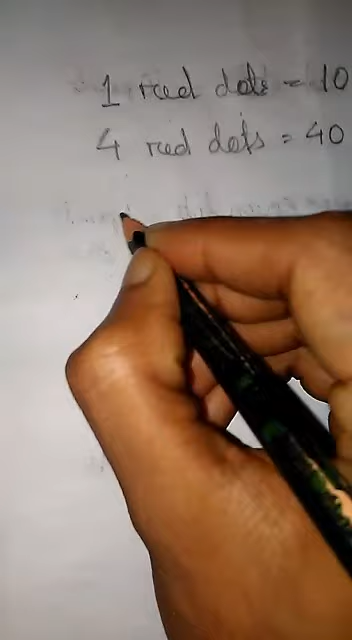 1 red dots = 10
4 red dots = 40